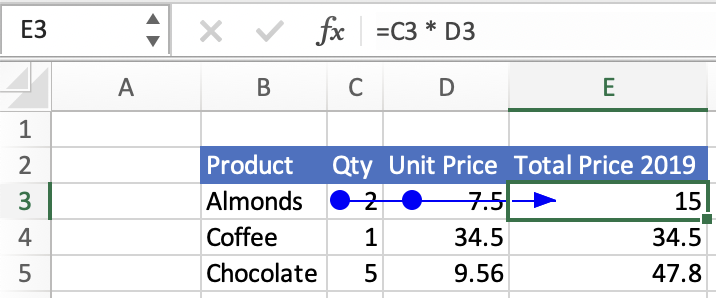 E3 fx =C3 * D3
A B C D E
1
2 Product Qty Unit Price Total Price 2019
3 Almonds 2 7.5 15
4 Coffee 1 34.5 34.5
5 Chocolate 5 9.56 47.8